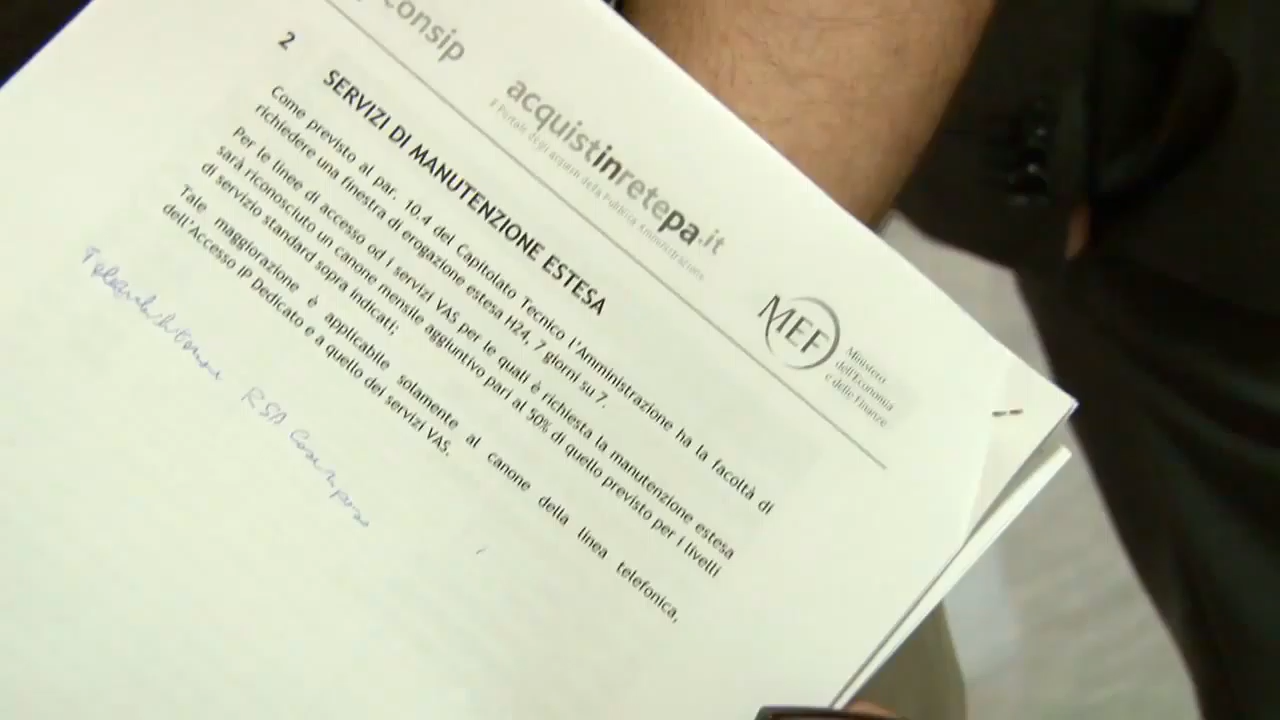 consip
acquistinretepa.it
Il Portale degli acquisti della Pubblica Amministrazione
MEF
Ministero
dell'Economia
e delle Finanze
2
SERVIZI DI MANUTENZIONE ESTESA
Come previsto al par. 10.4 del Capitolato Tecnico l'Amministrazione ha la facoltà di
richiedere una finestra di erogazione estesa H24, 7 giorni su 7.
Per le linee di accesso od i servizi VAS per le quali è richiesta la manutenzione estesa
sarà riconosciuto un canone mensile aggiuntivo pari al 50% di quello previsto per i livelli
di servizio standard sopra indicati;
Tale maggiorazione è applicabile solamente al canone della linea telefonica,
dell'Accesso IP Dedicato e a quello dei servizi VAS.
RSA